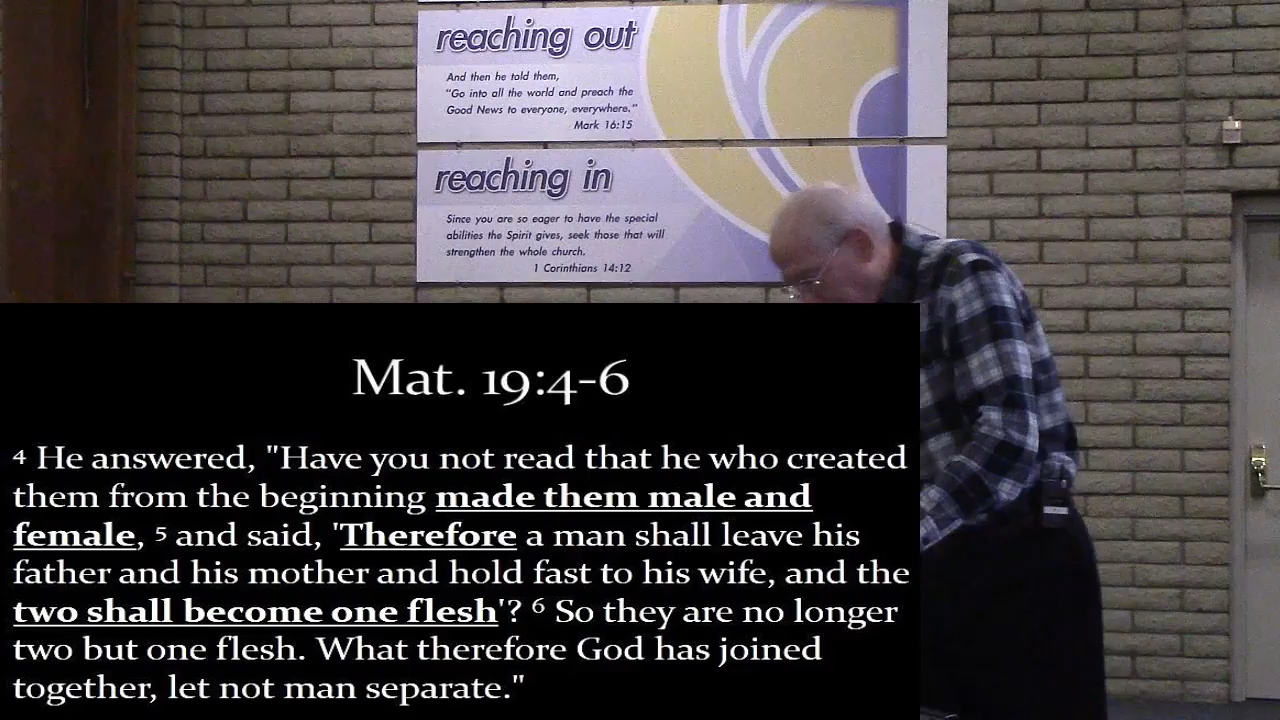 reaching out
And then he told them,
"Go into all the world and preach the
Good News to everyone, everywhere."
Mark 16:15
reaching in
Since you are so eager to have the special
abilities the Spirit gives, seek those that will
strengthen the whole church.
1 Corinthians 14:12
Mat. 19:4-6
4 He answered, "Have you not read that he who created
them from the beginning made them male and
female, 5 and said, 'Therefore a man shall leave his
father and his mother and hold fast to his wife, and the
two shall become one flesh'? 6 So they are no longer
two but one flesh. What therefore God has joined
together, let not man separate."